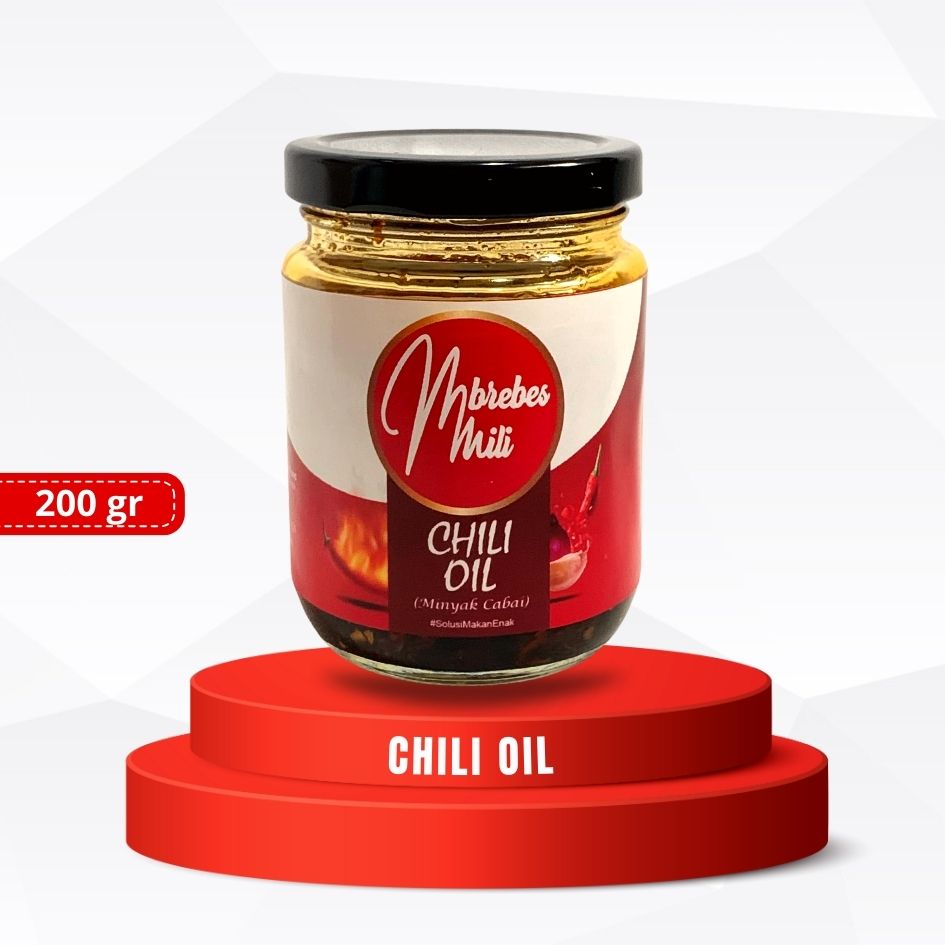 Mbrebes
Mili
CHILI
OIL
(Minyak Cabai)
#SolusiMakanEnak
200 gr
CHILI OIL